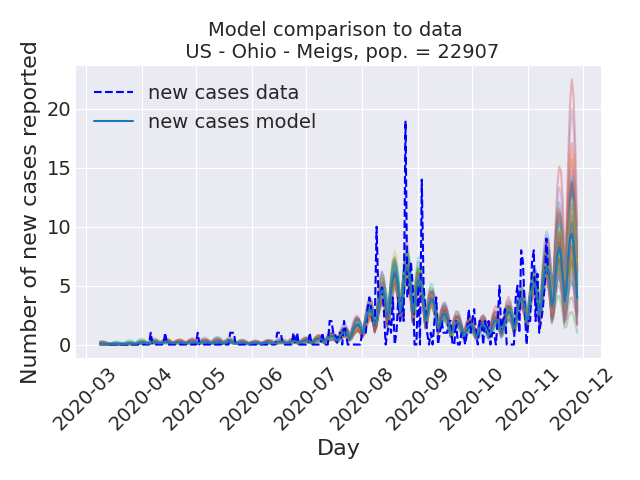 Model comparison to data
US - Ohio - Meigs, pop. = 22907
new cases data
new cases model
Number of new cases reported
20
15
10
5
0
2020-03
2020-04
2020-05
2020-06
2020-07
2020-08
2020-09
2020-10
2020-11
2020-12
Day